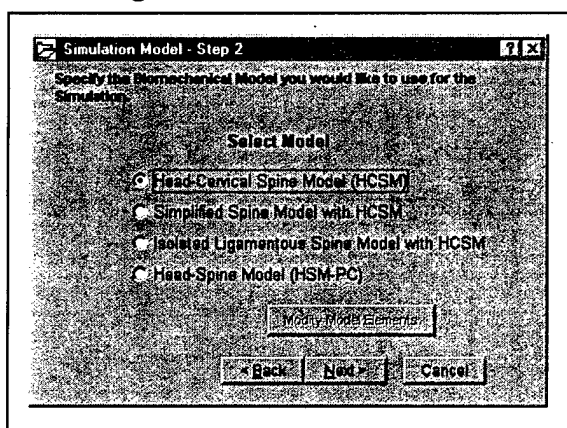 Simulation Model - Step 2
Specify the Biomechanical Model you would like to use for the
Simulation.
Select Model
Head-Cervical Spine Model (HCSM)
Simplified Spine Model with HCSM
Isolated Ligamentous Spine Model with HCSM
Head-Spine Model (HSM-PC)
Modify Model Elements
< Back Next > Cancel